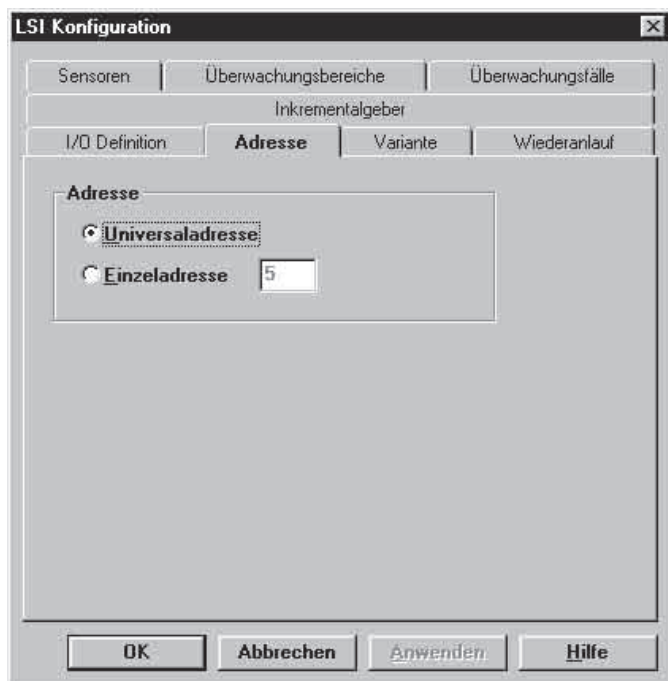 LSI Konfiguration
Sensoren Überwachungsbereiche Überwachungsfälle
Inkrementalgeber
I/O Definition Adresse Variante Wiederanlauf
Adresse
Universaladresse
Einzeladresse 5
OK Abbrechen Anwenden Hilfe